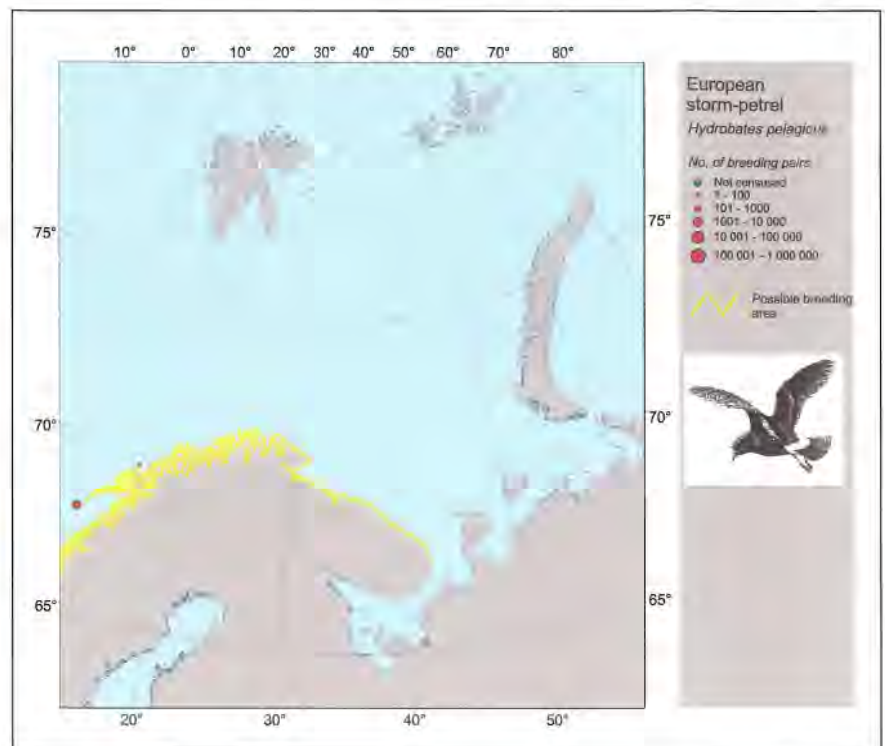 10° 0° 10° 20° 30° 40° 50° 60° 70° 80°
75°
70°
65°
75°
70°
65°
20° 30° 40° 50°
European
storm-petrel
Hydrobates pelagicus
No. of breeding pairs
Not censused
1 - 100
101 - 1000
1001 - 10 000
10 001 - 100 000
100 001 - 1 000 000
Possible breeding
area